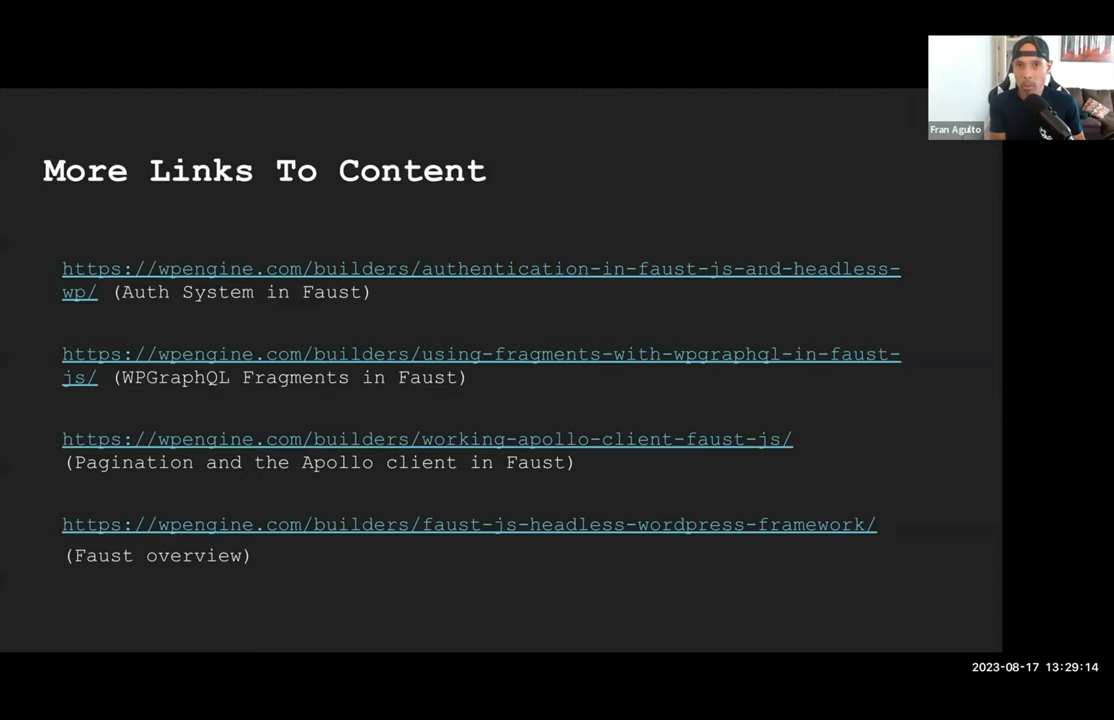 Fran Agulto
More Links To Content
https://wpengine.com/builders/authentication-in-faust-js-and-headless-
wp/ (Auth System in Faust)
https://wpengine.com/builders/using-fragments-with-wpgraphql-in-faust-
js/ (WPGraphQL Fragments in Faust)
https://wpengine.com/builders/working-apollo-client-faust-js/
(Pagination and the Apollo client in Faust)
https://wpengine.com/builders/faust-js-headless-wordpress-framework/
(Faust overview)
2023-08-17 13:29:14